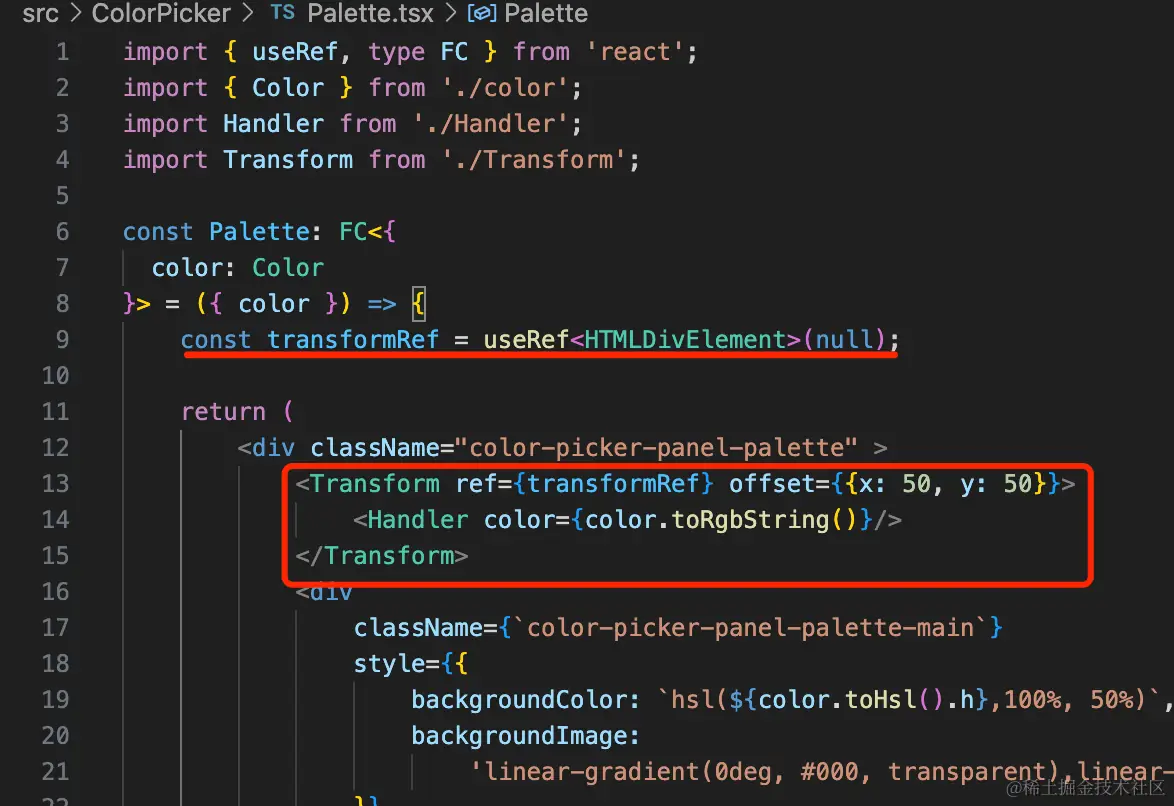 src > ColorPicker > TS Palette.tsx > Palette
1 import { useRef, type FC } from 'react';
2 import { Color } from './color';
3 import Handler from './Handler';
4 import Transform from './Transform';
5
6 const Palette: FC<{
7 color: Color
8 }> = ({ color }) => {
9 const transformRef = useRef<HTMLDivElement>(null);
10
11 return (
12 <div className="color-picker-panel-palette" >
13 <Transform ref={transformRef} offset={{x: 50, y: 50}}>
14 <Handler color={color.toRgbString()}/>
15 </Transform>
16 <div
17 className={`color-picker-panel-palette-main`}
18 style={{
19 backgroundColor: `hsl(${color.toHsl().h},100%, 50%)`,
20 backgroundImage:
21 'linear-gradient(0deg, #000, transparent),linear-
22 }}
@稀土掘金技术社区